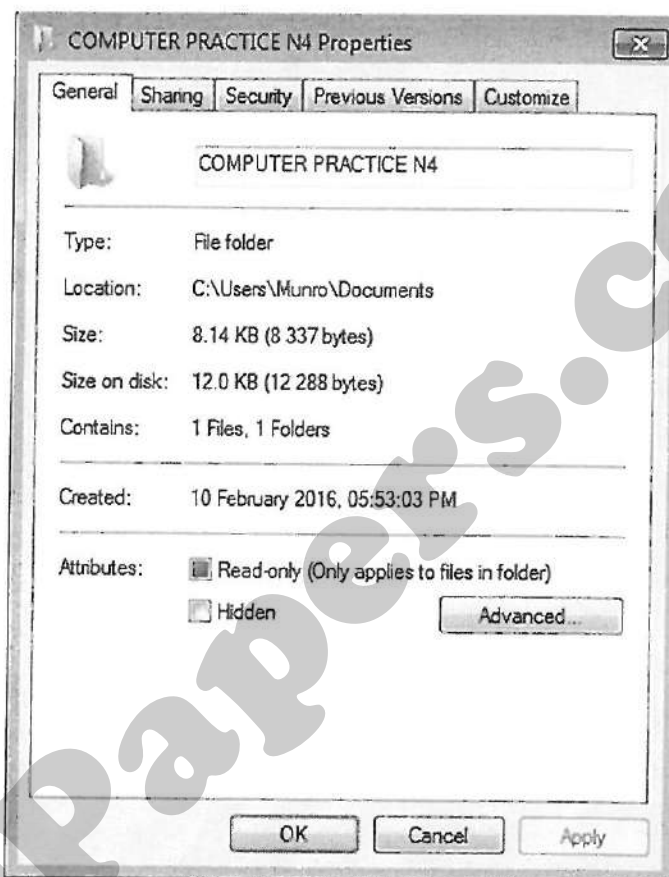 COMPUTER PRACTICE N4 Properties
General Sharing Security Previous Versions Customize
COMPUTER PRACTICE N4
Type: File folder
Location: C:\Users\Munro\Documents
Size: 8.14 KB (8 337 bytes)
Size on disk: 12.0 KB (12 288 bytes)
Contains: 1 Files, 1 Folders
Created: 10 February 2016, 05:53:03 PM
Attributes: Read-only (Only applies to files in folder)
Hidden Advanced...
OK Cancel Apply
Papers.c